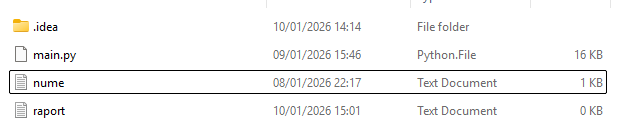 .idea 10/01/2026 14:14 File folder
main.py 09/01/2026 15:46 Python.File 16 KB
nume 08/01/2026 22:17 Text Document 1 KB
raport 10/01/2026 15:01 Text Document 0 KB